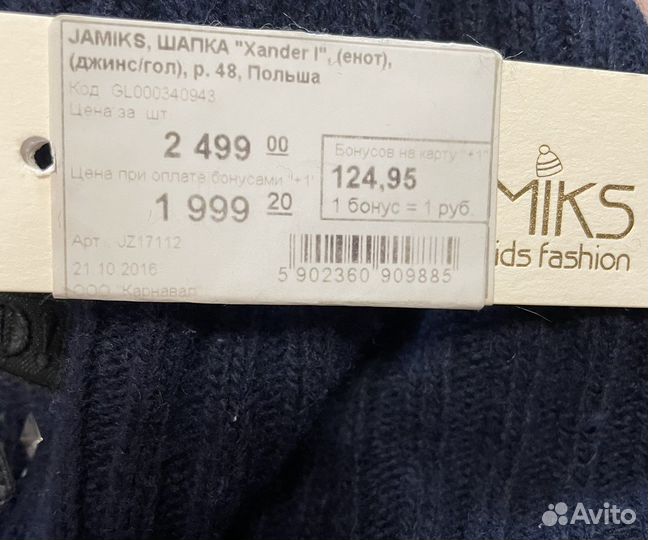 JAMIKS, ШАПКА "Xander I", (енот),
(джинс/гол), р. 48, Польша
Код GL000340943
Цена за шт
2 499 00
Цена при оплате бонусами "+1"
1 999 20
Бонусов на карту "+1"
124,95
1 бонус = 1 руб.
Арт. JZ17112
21.10.2016
ООО "Карнавал"
5 902360 909885
MIKS
ids fashion
Avito